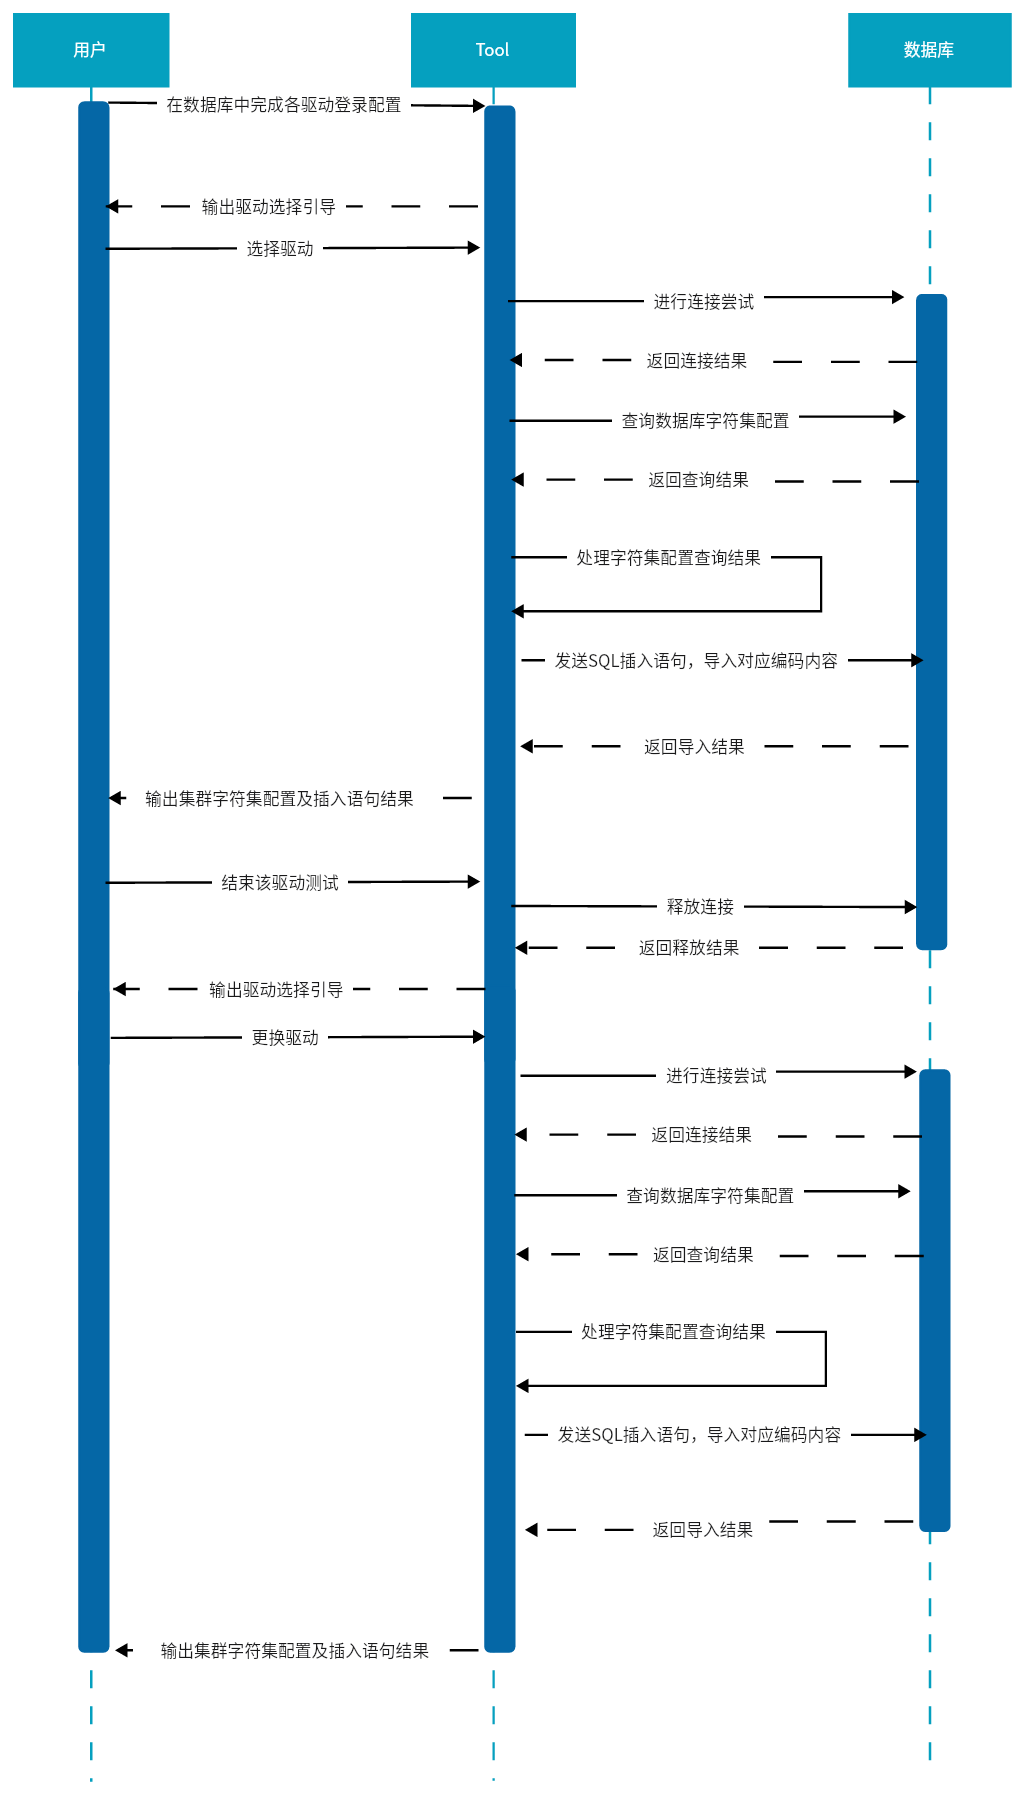 用户
Tool
数据库
在数据库中完成各驱动登录配置
输出驱动选择引导
选择驱动
进行连接尝试
返回连接结果
查询数据库字符集配置
返回查询结果
处理字符集配置查询结果
发送SQL插入语句，导入对应编码内容
返回导入结果
输出集群字符集配置及插入语句结果
结束该驱动测试
释放连接
返回释放结果
输出驱动选择引导
更换驱动
进行连接尝试
返回连接结果
查询数据库字符集配置
返回查询结果
处理字符集配置查询结果
发送SQL插入语句，导入对应编码内容
返回导入结果
输出集群字符集配置及插入语句结果